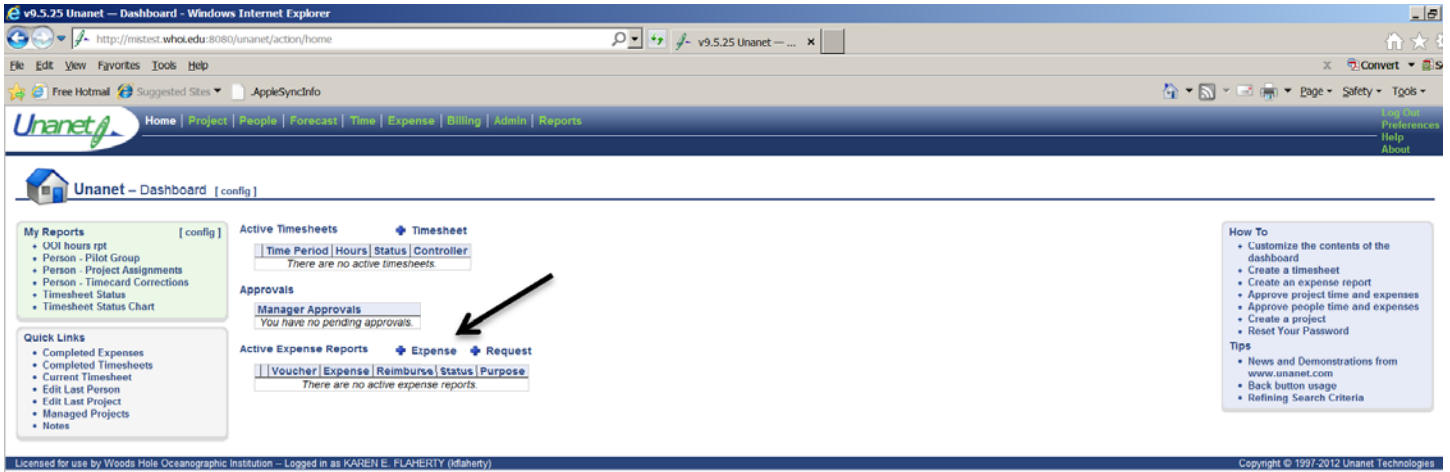 v9.5.25 Unanet — Dashboard - Windows Internet Explorer
http://mistest.whoi.edu:8080/unanet/action/home
v9.5.25 Unanet — ...
File Edit View Favorites Tools Help
Convert
Free Hotmail Suggested Sites .AppleSyncInfo
Page Safety Tools
Unanet
Home | Project | People | Forecast | Time | Expense | Billing | Admin | Reports
Log Out
Preferences
Help
About
Unanet – Dashboard [ config ]
My Reports [ config ]
OOI hours rpt
Person - Pilot Group
Person - Project Assignments
Person - Timecard Corrections
Timesheet Status
Timesheet Status Chart
Quick Links
Completed Expenses
Completed Timesheets
Current Timesheet
Edit Last Person
Edit Last Project
Managed Projects
Notes
Active Timesheets Timesheet
Time Period Hours Status Controller
There are no active timesheets.
Approvals
Manager Approvals
You have no pending approvals.
Active Expense Reports Expense Request
Voucher Expense Reimburse Status Purpose
There are no active expense reports.
How To
Customize the contents of the
dashboard
Create a timesheet
Create an expense report
Approve project time and expenses
Approve people time and expenses
Create a project
Reset Your Password
Tips
News and Demonstrations from
www.unanet.com
Back button usage
Refining Search Criteria
Licensed for use by Woods Hole Oceanographic Institution – Logged in as KAREN E. FLAHERTY (kflaherty)
Copyright © 1997-2012 Unanet Technologies